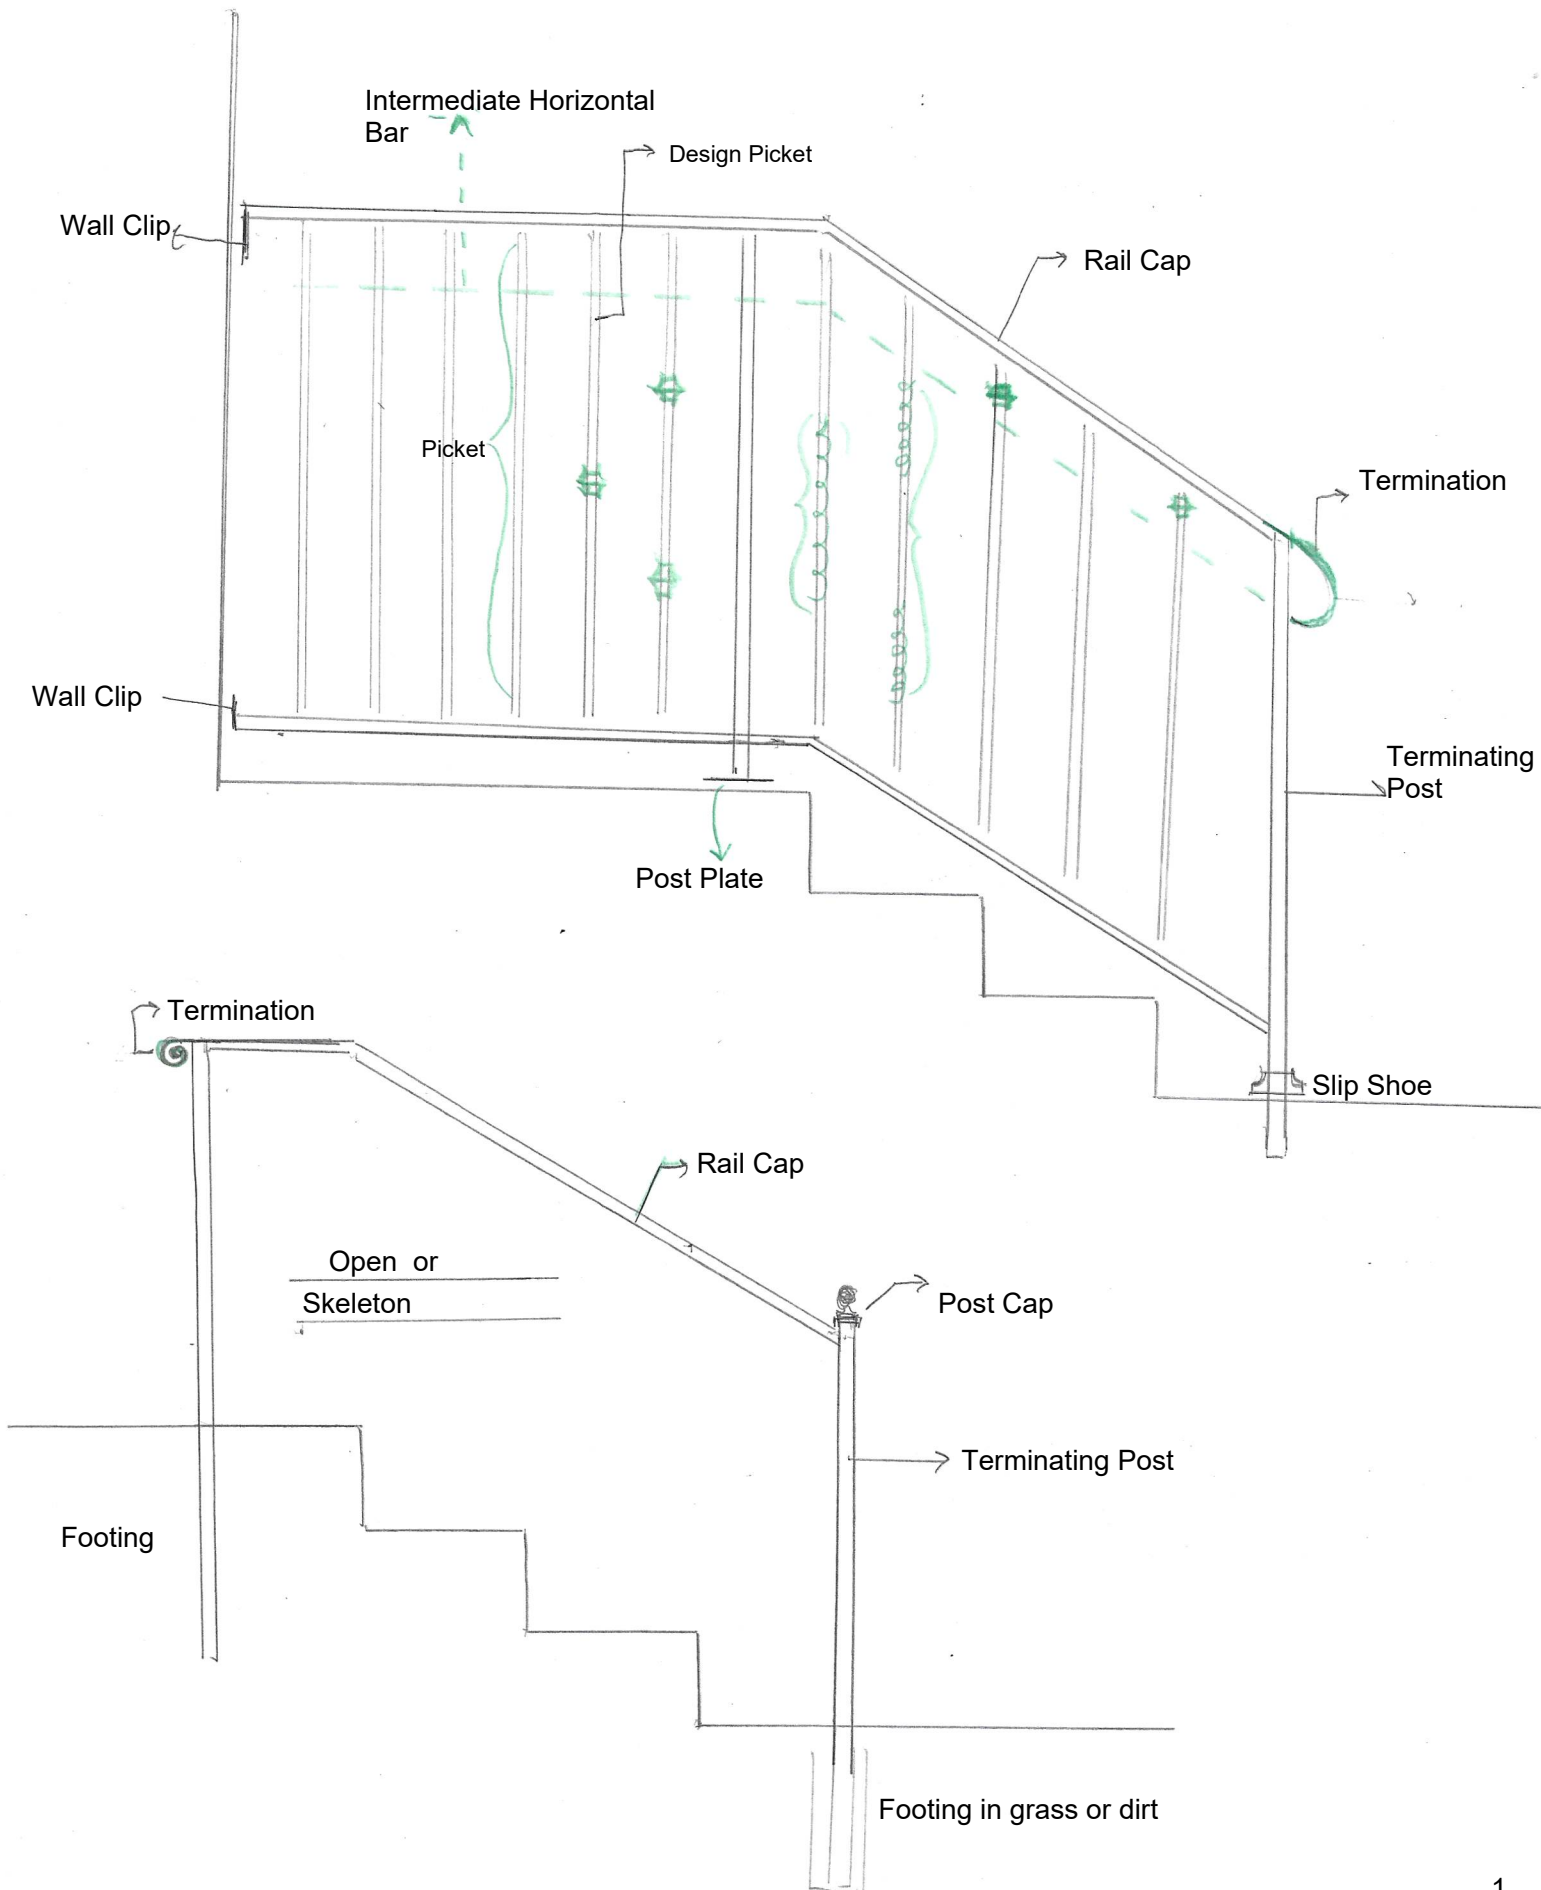 Intermediate Horizontal
Bar
Design Picket
Wall Clip
Rail Cap
Picket
Termination
Wall Clip
Terminating
Post
Post Plate
Termination
Slip Shoe
Rail Cap
Open or
Skeleton
Post Cap
Terminating Post
Footing
Footing in grass or dirt
1